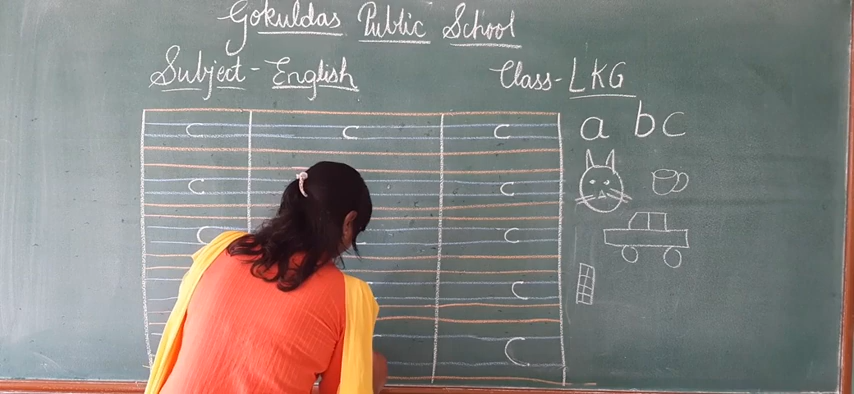 Gokuldas Public School
Subject - English Class - LKG
a b c
c c c
c c
c c
c
c